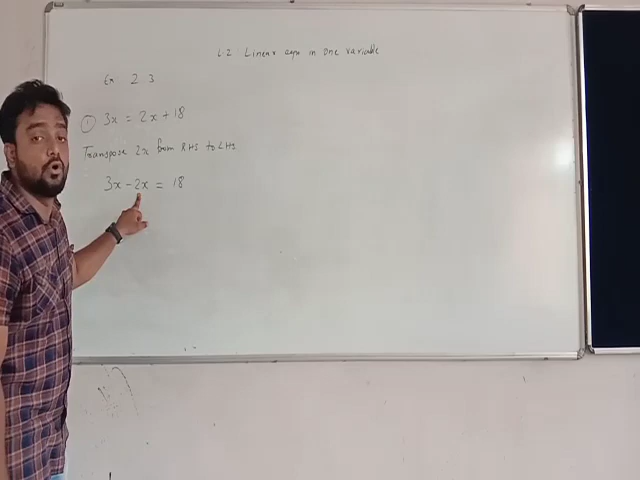 L2 Linear eqn in one variable
Ex 2.3
① 3x = 2x + 18
Transpose 2x from RHS to LHS
3x - 2x = 18